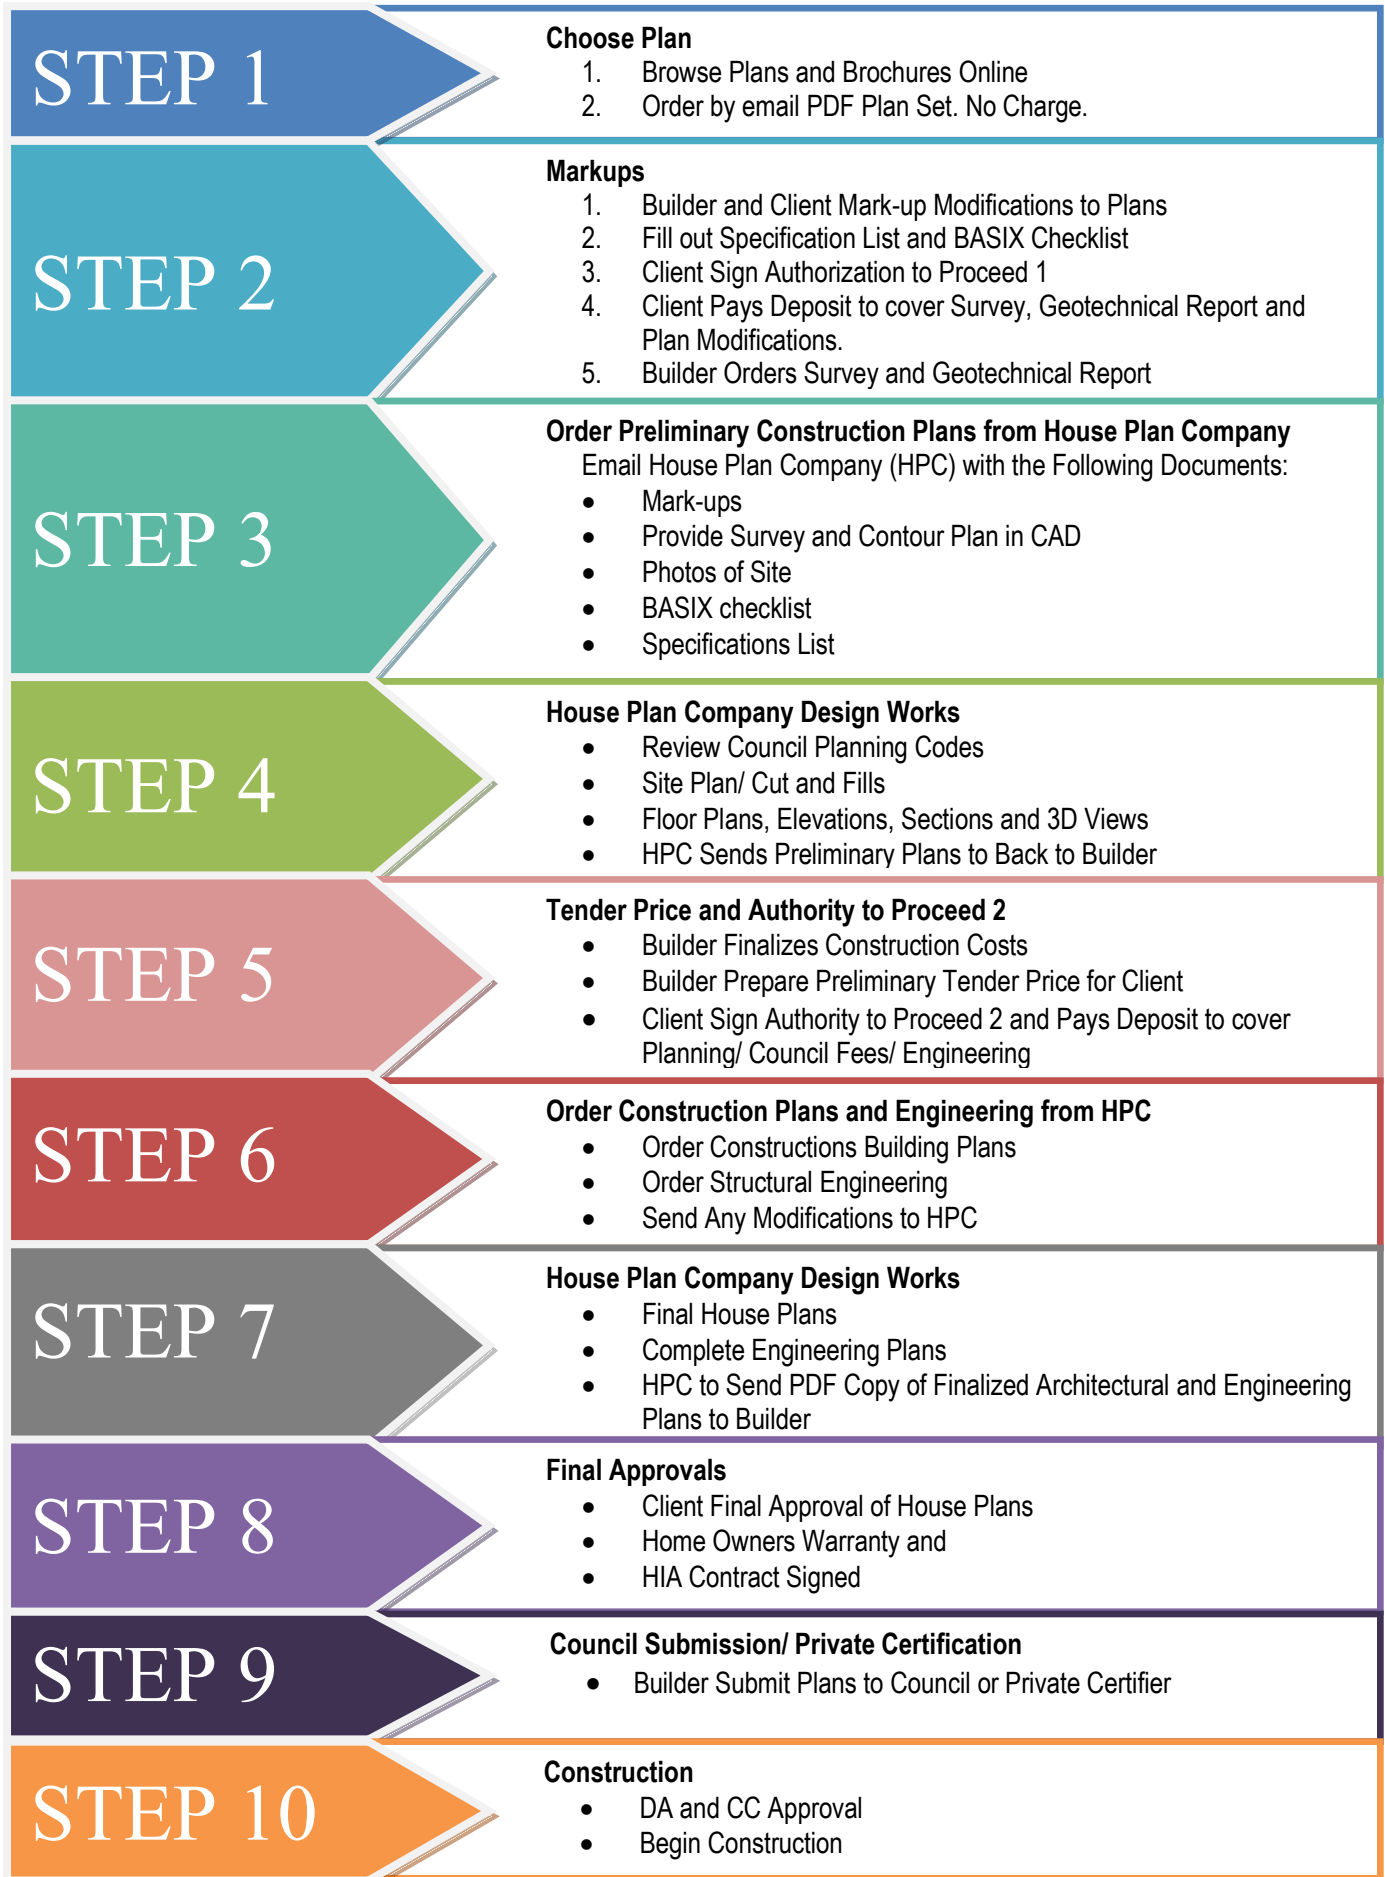 STEP 1
Choose Plan
1. Browse Plans and Brochures Online
2. Order by email PDF Plan Set. No Charge.
STEP 2
Markups
1. Builder and Client Mark-up Modifications to Plans
2. Fill out Specification List and BASIX Checklist
3. Client Sign Authorization to Proceed 1
4. Client Pays Deposit to cover Survey, Geotechnical Report and
Plan Modifications.
5. Builder Orders Survey and Geotechnical Report
STEP 3
Order Preliminary Construction Plans from House Plan Company
Email House Plan Company (HPC) with the Following Documents:
• Mark-ups
• Provide Survey and Contour Plan in CAD
• Photos of Site
• BASIX checklist
• Specifications List
STEP 4
House Plan Company Design Works
• Review Council Planning Codes
• Site Plan/ Cut and Fills
• Floor Plans, Elevations, Sections and 3D Views
• HPC Sends Preliminary Plans to Back to Builder
STEP 5
Tender Price and Authority to Proceed 2
• Builder Finalizes Construction Costs
• Builder Prepare Preliminary Tender Price for Client
• Client Sign Authority to Proceed 2 and Pays Deposit to cover
Planning/ Council Fees/ Engineering
STEP 6
Order Construction Plans and Engineering from HPC
• Order Constructions Building Plans
• Order Structural Engineering
• Send Any Modifications to HPC
STEP 7
House Plan Company Design Works
• Final House Plans
• Complete Engineering Plans
• HPC to Send PDF Copy of Finalized Architectural and Engineering
Plans to Builder
STEP 8
Final Approvals
• Client Final Approval of House Plans
• Home Owners Warranty and
• HIA Contract Signed
STEP 9
Council Submission/ Private Certification
• Builder Submit Plans to Council or Private Certifier
STEP 10
Construction
• DA and CC Approval
• Begin Construction